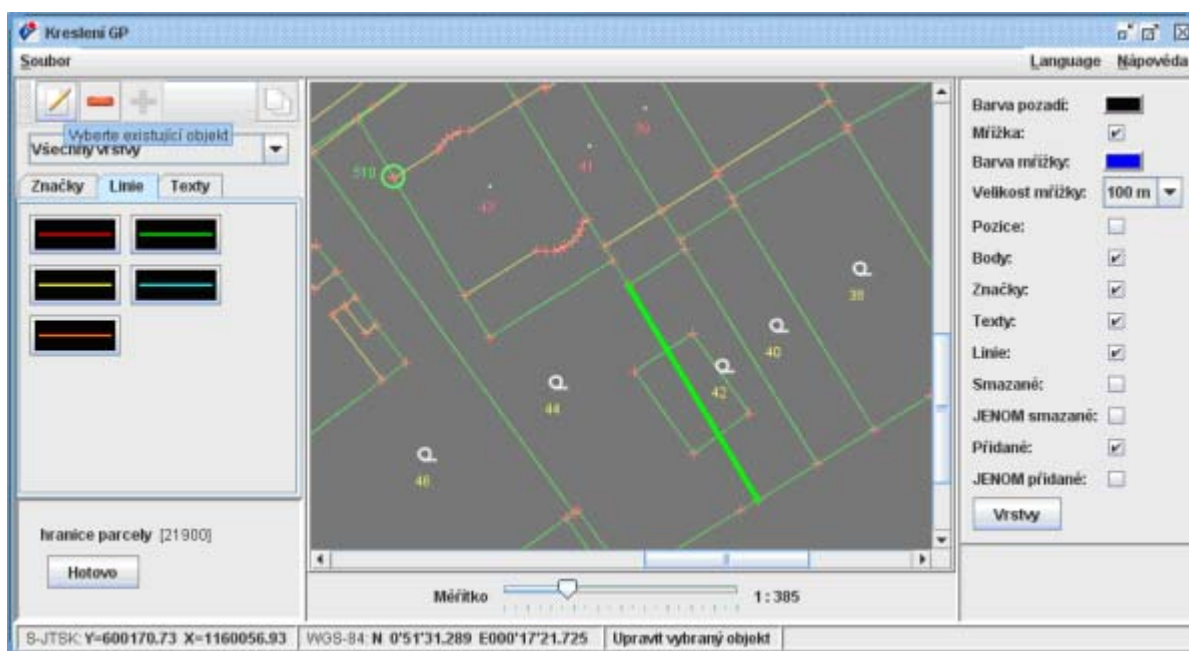 Kreslení GP
Soubor Language Nápověda
Vyberte existující objekt
Všechny vrstvy
Značky Linie Texty
hranice parcely [21900]
Hotovo
510
39
41
38
40
42
44
46
Měřítko 1 : 385
Barva pozadí:
Mřížka:
Barva mřížky:
Velikost mřížky: 100 m
Pozice:
Body:
Značky:
Texty:
Linie:
Smazané:
JENOM smazané:
Přidané:
JENOM přidané:
Vrstvy
S-JTSK: Y=600170.73 X=1160056.93 WGS-84: N 0'51'31.289 E000'17'21.725 Upravit vybraný objekt